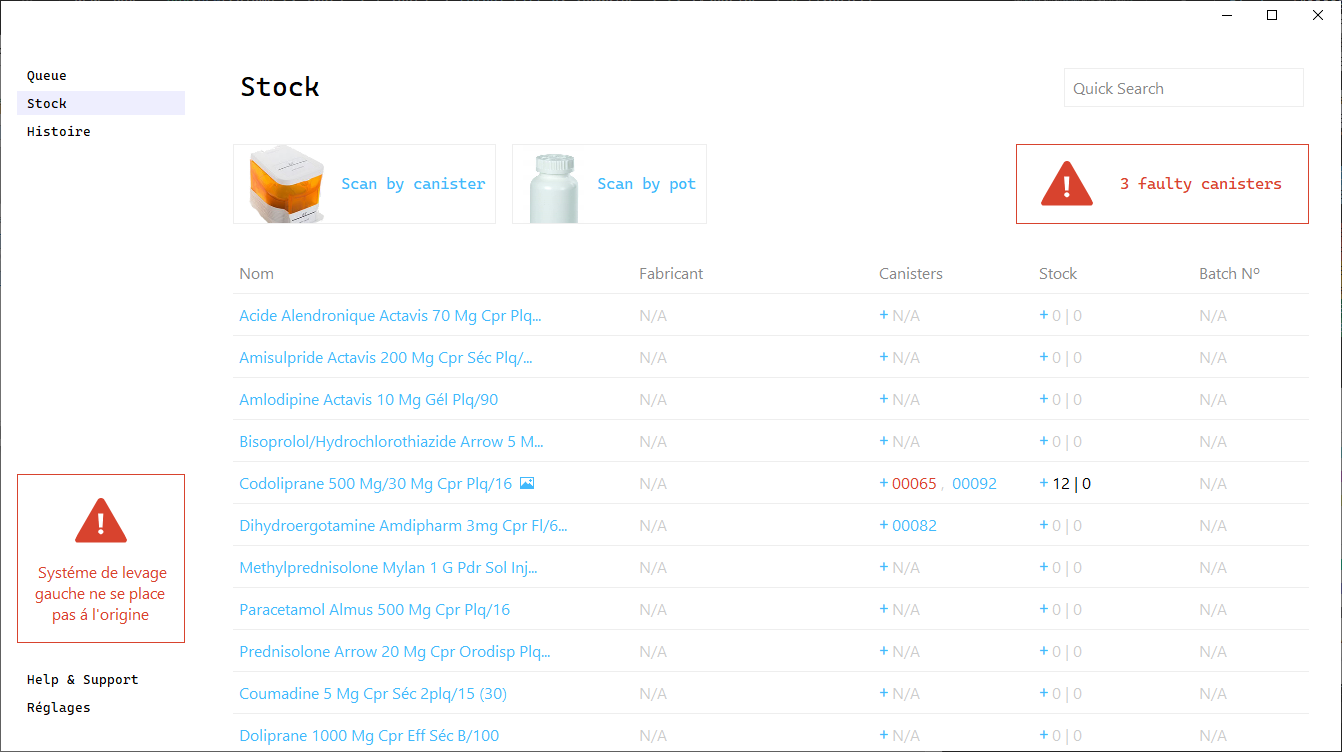 Queue
Stock
Histoire
Stock
Quick Search
Scan by canister
Scan by pot
3 faulty canisters
Nom Fabricant Canisters Stock Batch Nº
Acide Alendronique Actavis 70 Mg Cpr Plq... N/A + N/A + 0 | 0 N/A
Amisulpride Actavis 200 Mg Cpr Séc Plq/... N/A + N/A + 0 | 0 N/A
Amlodipine Actavis 10 Mg Gél Plq/90 N/A + N/A + 0 | 0 N/A
Bisoprolol/Hydrochlorothiazide Arrow 5 M... N/A + N/A + 0 | 0 N/A
Codoliprane 500 Mg/30 Mg Cpr Plq/16 N/A + 00065 , 00092 + 12 | 0 N/A
Dihydroergotamine Amdipharm 3mg Cpr Fl/6... N/A + 00082 + 0 | 0 N/A
Methylprednisolone Mylan 1 G Pdr Sol Inj... N/A + N/A + 0 | 0 N/A
Paracetamol Almus 500 Mg Cpr Plq/16 N/A + N/A + 0 | 0 N/A
Prednisolone Arrow 20 Mg Cpr Orodisp Plq... N/A + N/A + 0 | 0 N/A
Coumadine 5 Mg Cpr Séc 2plq/15 (30) N/A + N/A + 0 | 0 N/A
Doliprane 1000 Mg Cpr Eff Séc B/100 N/A + N/A + 0 | 0 N/A
Systéme de levage
gauche ne se place
pas á l'origine
Help & Support
Réglages